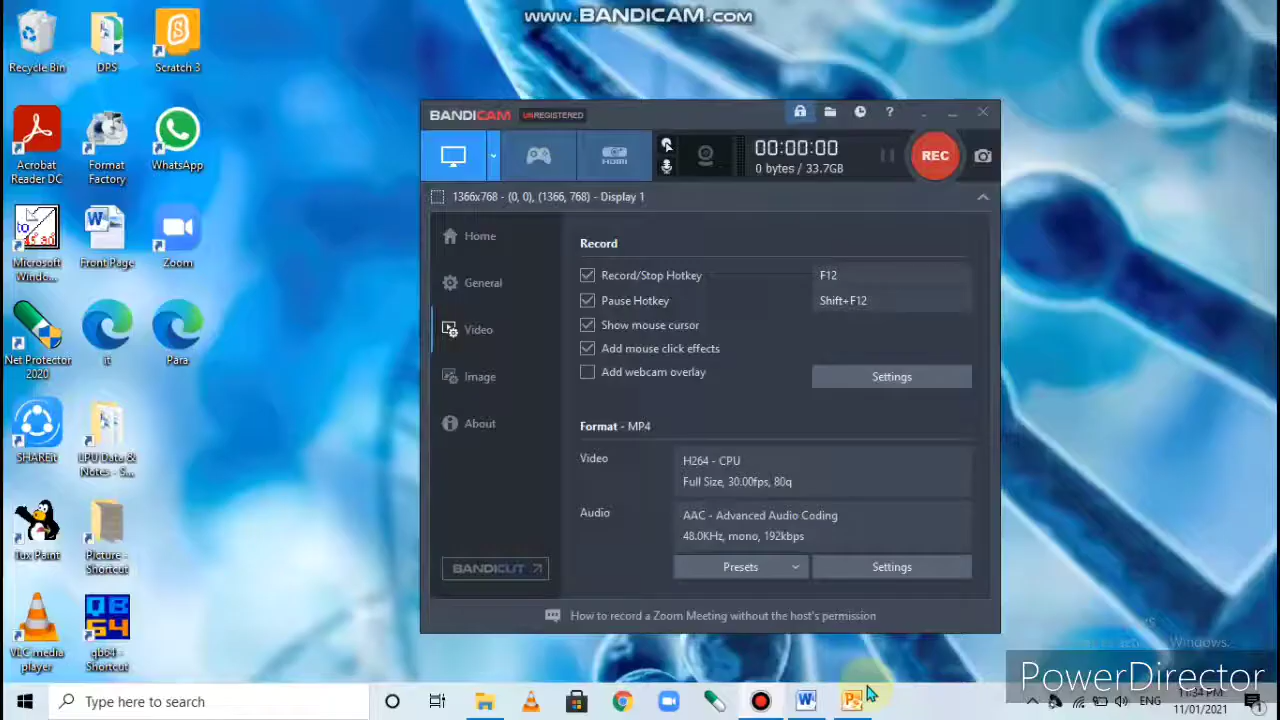 www.BANDICAM.com
Recycle Bin
DPS
Scratch 3
Acrobat
Reader DC
Format
Factory
WhatsApp
Microsoft
Windo...
Front Page
Zoom
Net Protector
2020
it
Para
SHAREit
LPU Data &
Notes - S...
Tux Paint
Picture -
Shortcut
VLC media
player
qb64 -
Shortcut
BANDICAM UNREGISTERED
HDMI
00:00:00
0 bytes / 33.7GB
REC
1366x768 - (0, 0), (1366, 768) - Display 1
Home
General
Video
Image
About
BANDICUT
Record
Record/Stop Hotkey F12
Pause Hotkey Shift+F12
Show mouse cursor
Add mouse click effects
Add webcam overlay
Settings
Format - MP4
Video
H264 - CPU
Full Size, 30.00fps, 80q
Audio
AAC - Advanced Audio Coding
48.0KHz, mono, 192kbps
Presets
Settings
How to record a Zoom Meeting without the host's permission
Windows.
PowerDirector
Type here to search
ENG
11:34 PM
11/01/2021